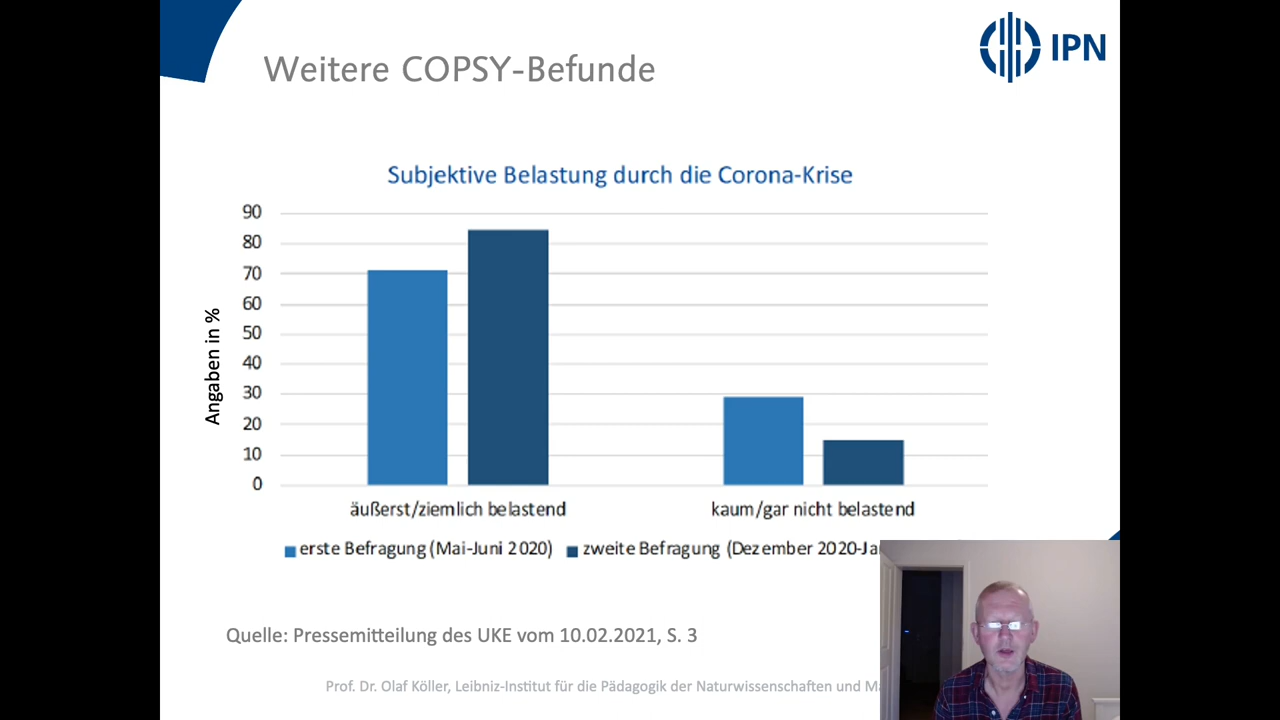 Weitere COPSY-Befunde
IPN
Subjektive Belastung durch die Corona-Krise
Angaben in %
90
80
70
60
50
40
30
20
10
0
äußerst/ziemlich belastend
kaum/gar nicht belastend
erste Befragung (Mai-Juni 2020)
zweite Befragung (Dezember 2020-
Quelle: Pressemitteilung des UKE vom 10.02.2021, S. 3
Prof. Dr. Olaf Köller, Leibniz-Institut für die Pädagogik der Naturwissenschaften und